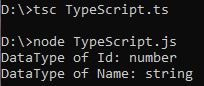 D:\>tsc TypeScript.ts
D:\>node TypeScript.js
DataType of Id: number
DataType of Name: string